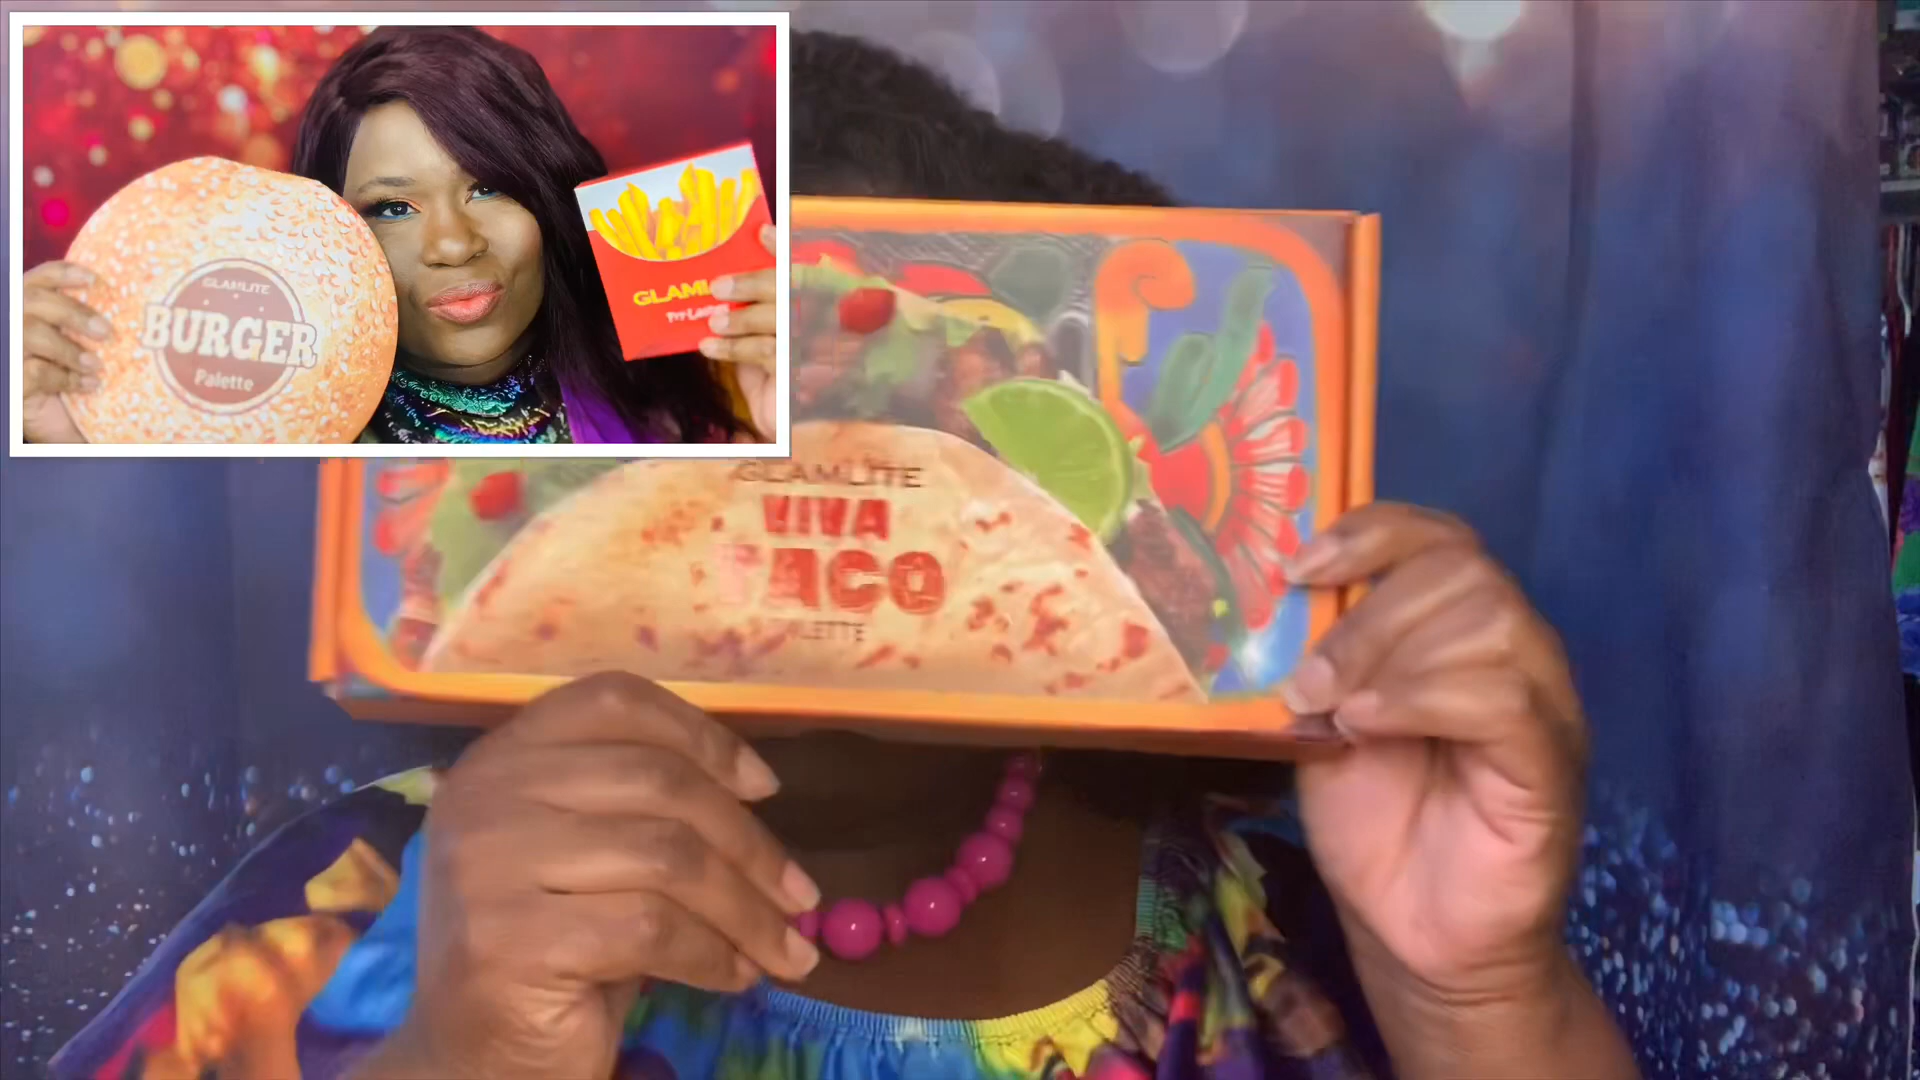 GLAMLITE
BURGER
Palette
GLAMLITE
VIVA
TACO
PALETTE